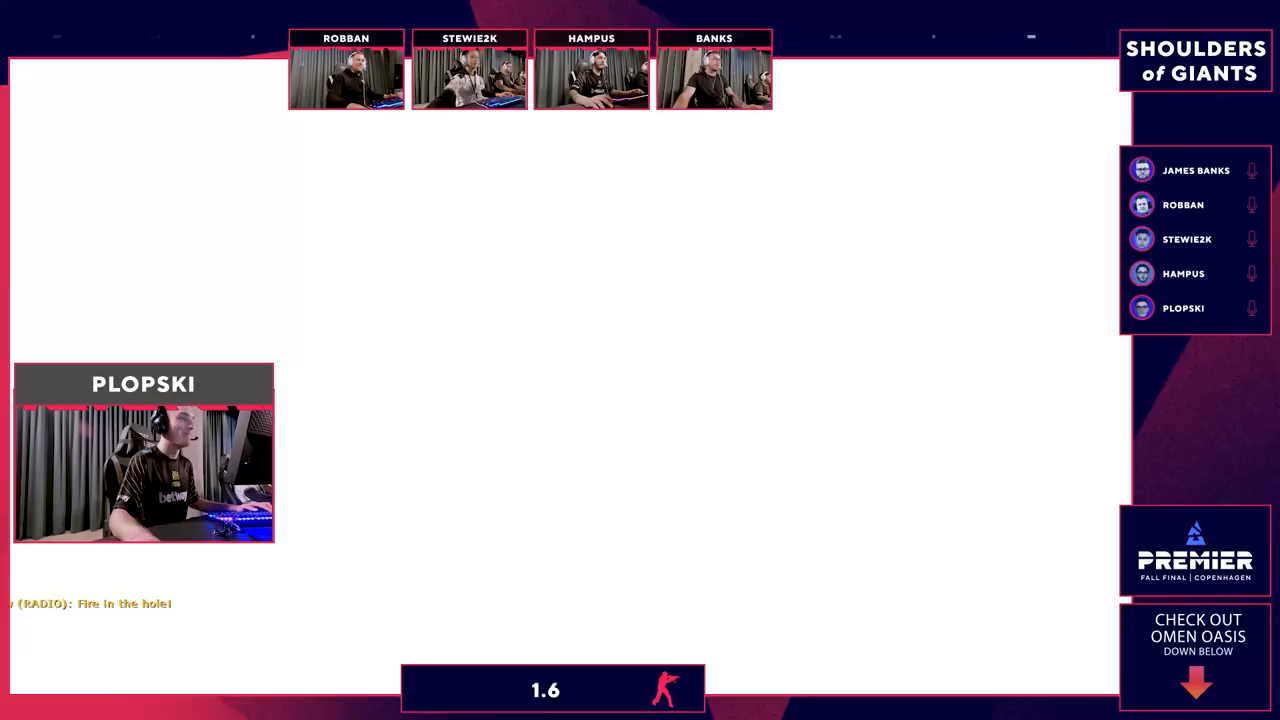 ROBBAN
STEWIE2K
HAMPUS
BANKS
SHOULDERS
of GIANTS
JAMES BANKS
ROBBAN
STEWIE2K
HAMPUS
PLOPSKI
PLOPSKI
betway
(RADIO): Fire in the hole!
PREMIER
FALL FINAL | COPENHAGEN
CHECK OUT
OMEN OASIS
DOWN BELOW
1.6